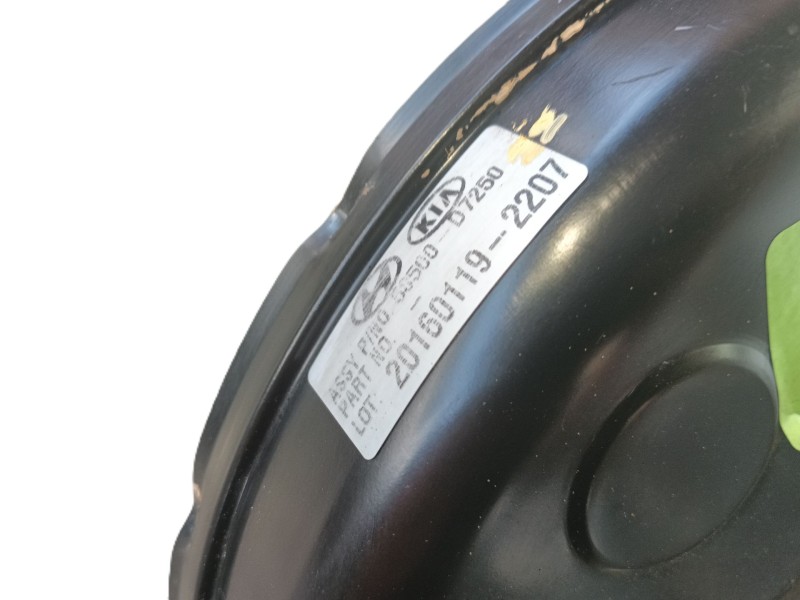 KIA
ASSY P/NO. 58500-D7250
PART NO. -
LOT: 20160119-2207